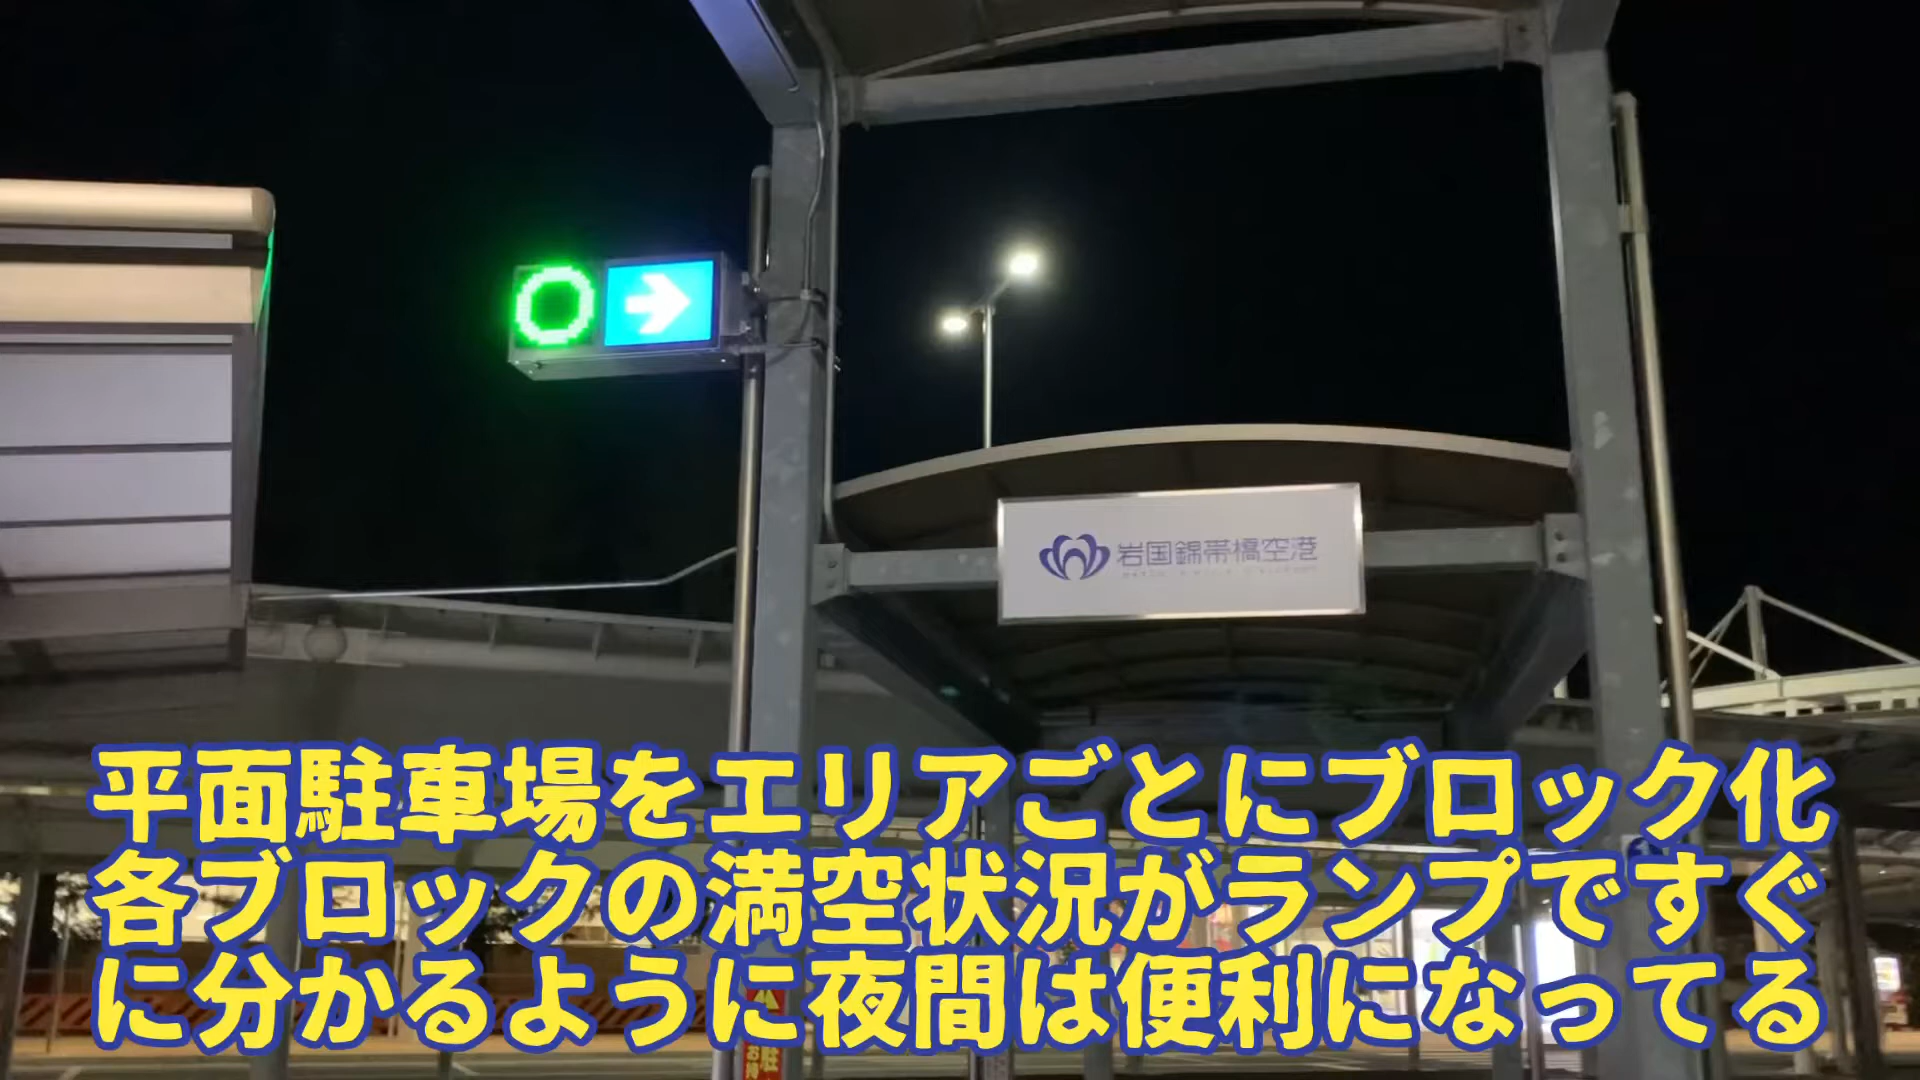 岩国錦帯橋空港
平面駐車場をエリアごとにブロック化
各ブロックの満空状況がランプですぐ
に分かるように夜間は便利になってる